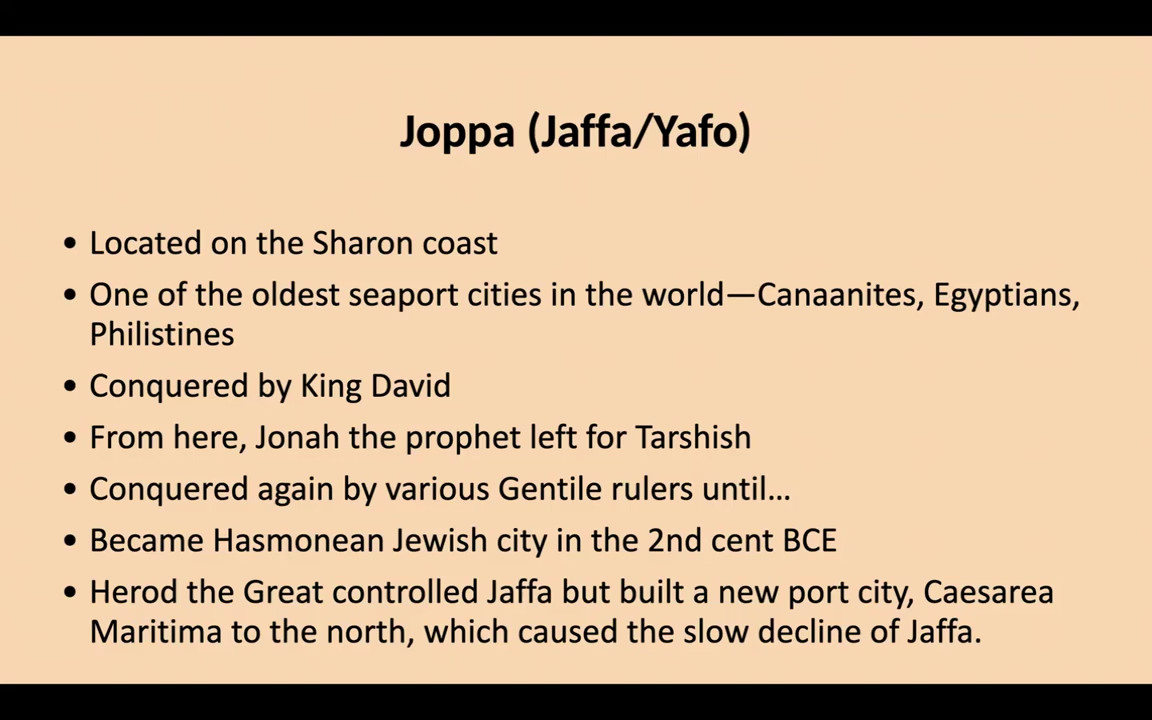 Joppa (Jaffa/Yafo)
• Located on the Sharon coast
• One of the oldest seaport cities in the world—Canaanites, Egyptians,
Philistines
• Conquered by King David
• From here, Jonah the prophet left for Tarshish
• Conquered again by various Gentile rulers until…
• Became Hasmonean Jewish city in the 2nd cent BCE
• Herod the Great controlled Jaffa but built a new port city, Caesarea
Maritima to the north, which caused the slow decline of Jaffa.